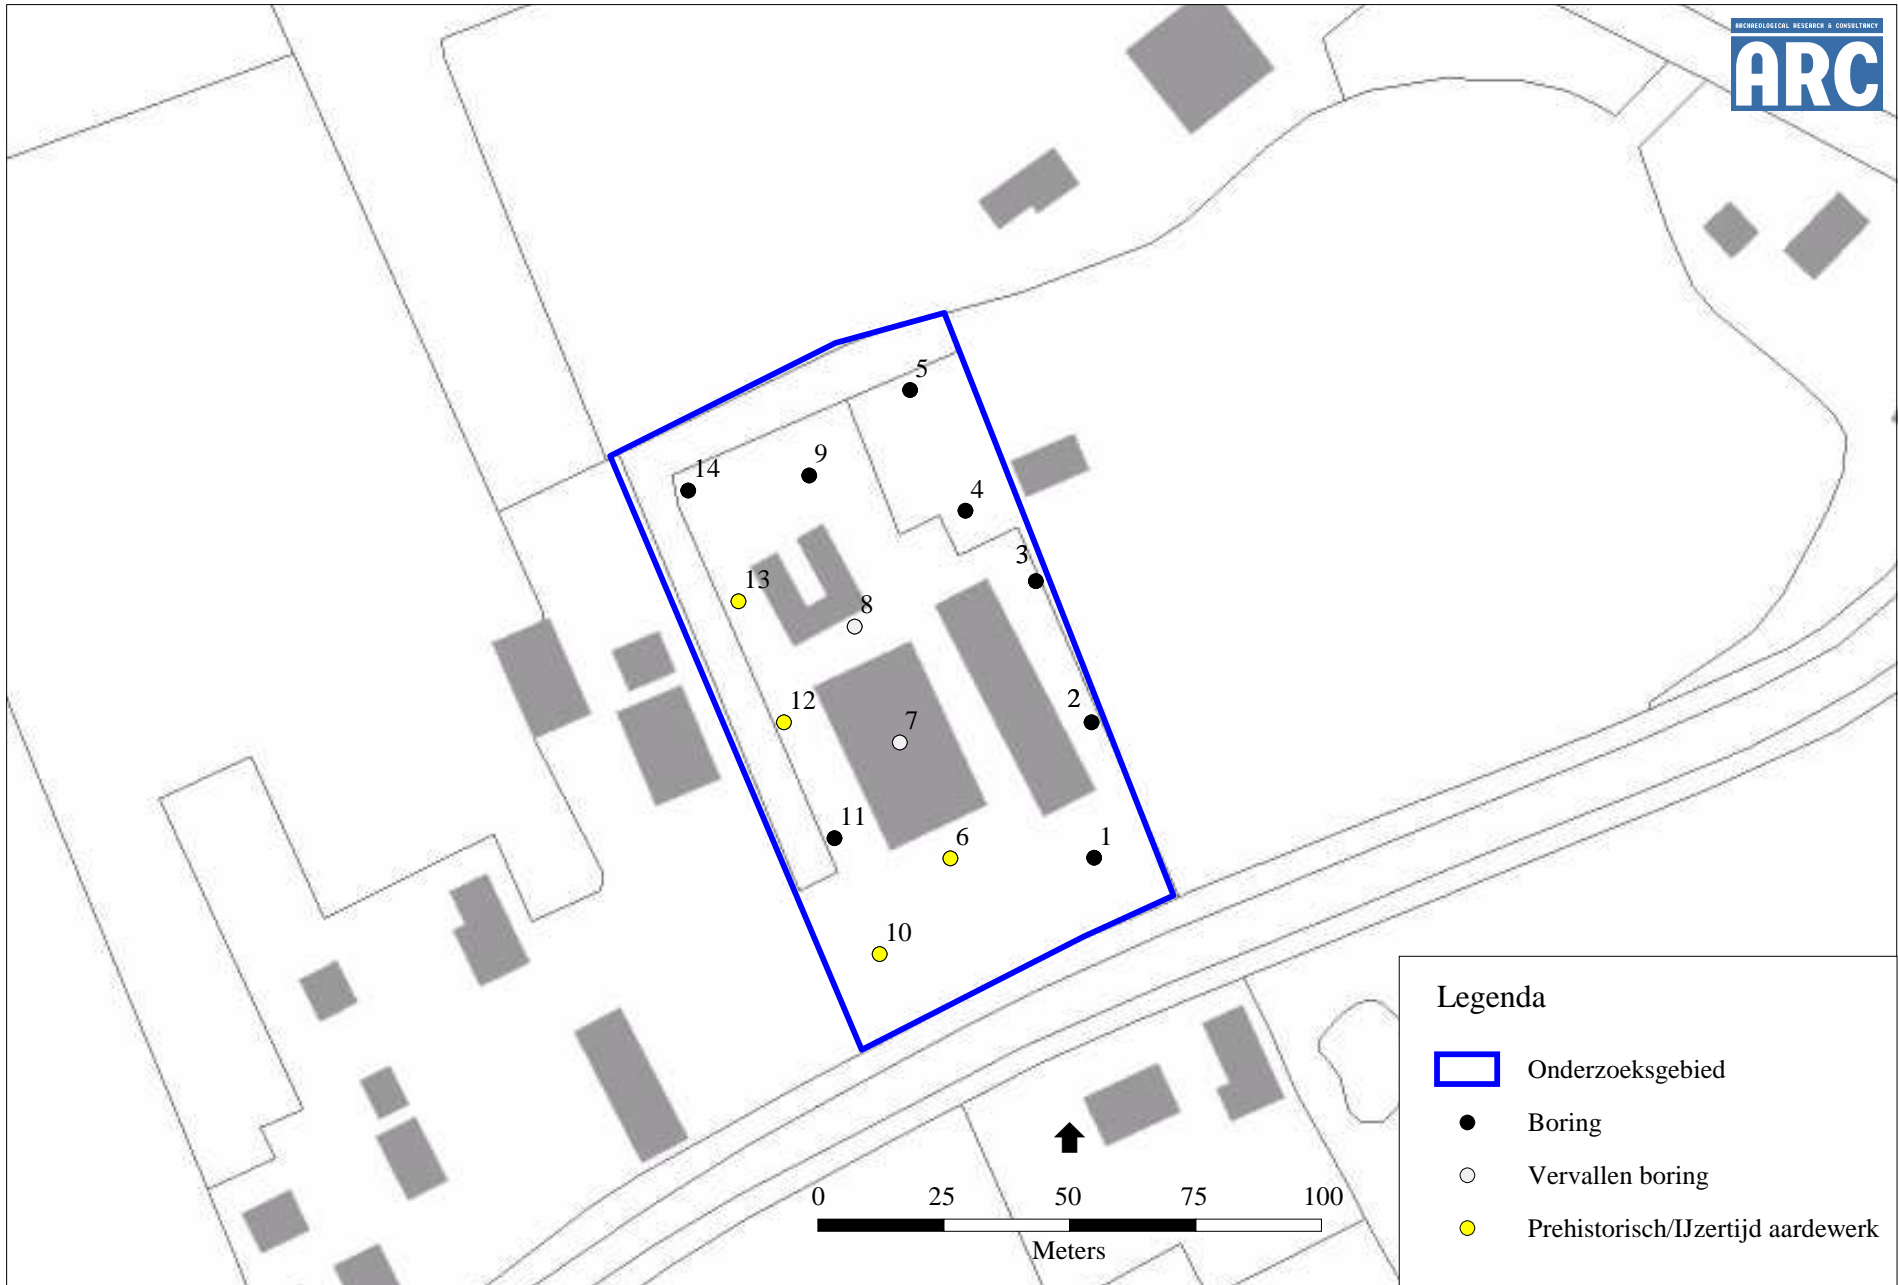 ARCHAEOLOGICAL RESEARCH & CONSULTANCY
ARC
5
9
14
4
3
13
8
12
2
7
11
6
1
10
Legenda
Onderzoeksgebied
Boring
Vervallen boring
Prehistorisch/IJzertijd aardewerk
0 25 50 75 100
Meters